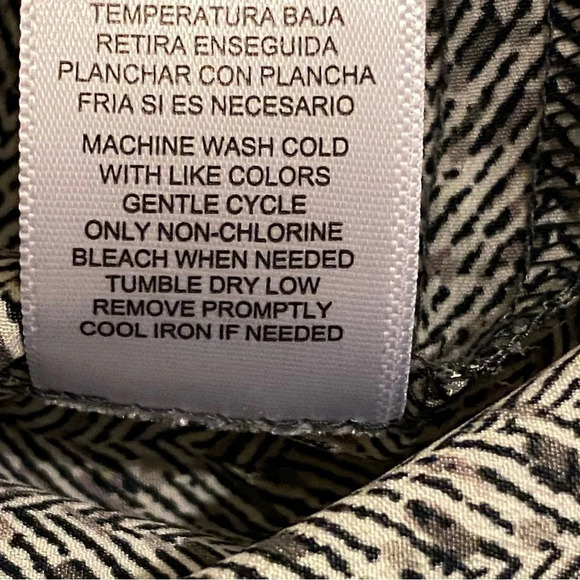 TEMPERATURA BAJA
RETIRA ENSEGUIDA
PLANCHAR CON PLANCHA
FRIA SI ES NECESARIO
MACHINE WASH COLD
WITH LIKE COLORS
GENTLE CYCLE
ONLY NON-CHLORINE
BLEACH WHEN NEEDED
TUMBLE DRY LOW
REMOVE PROMPTLY
COOL IRON IF NEEDED